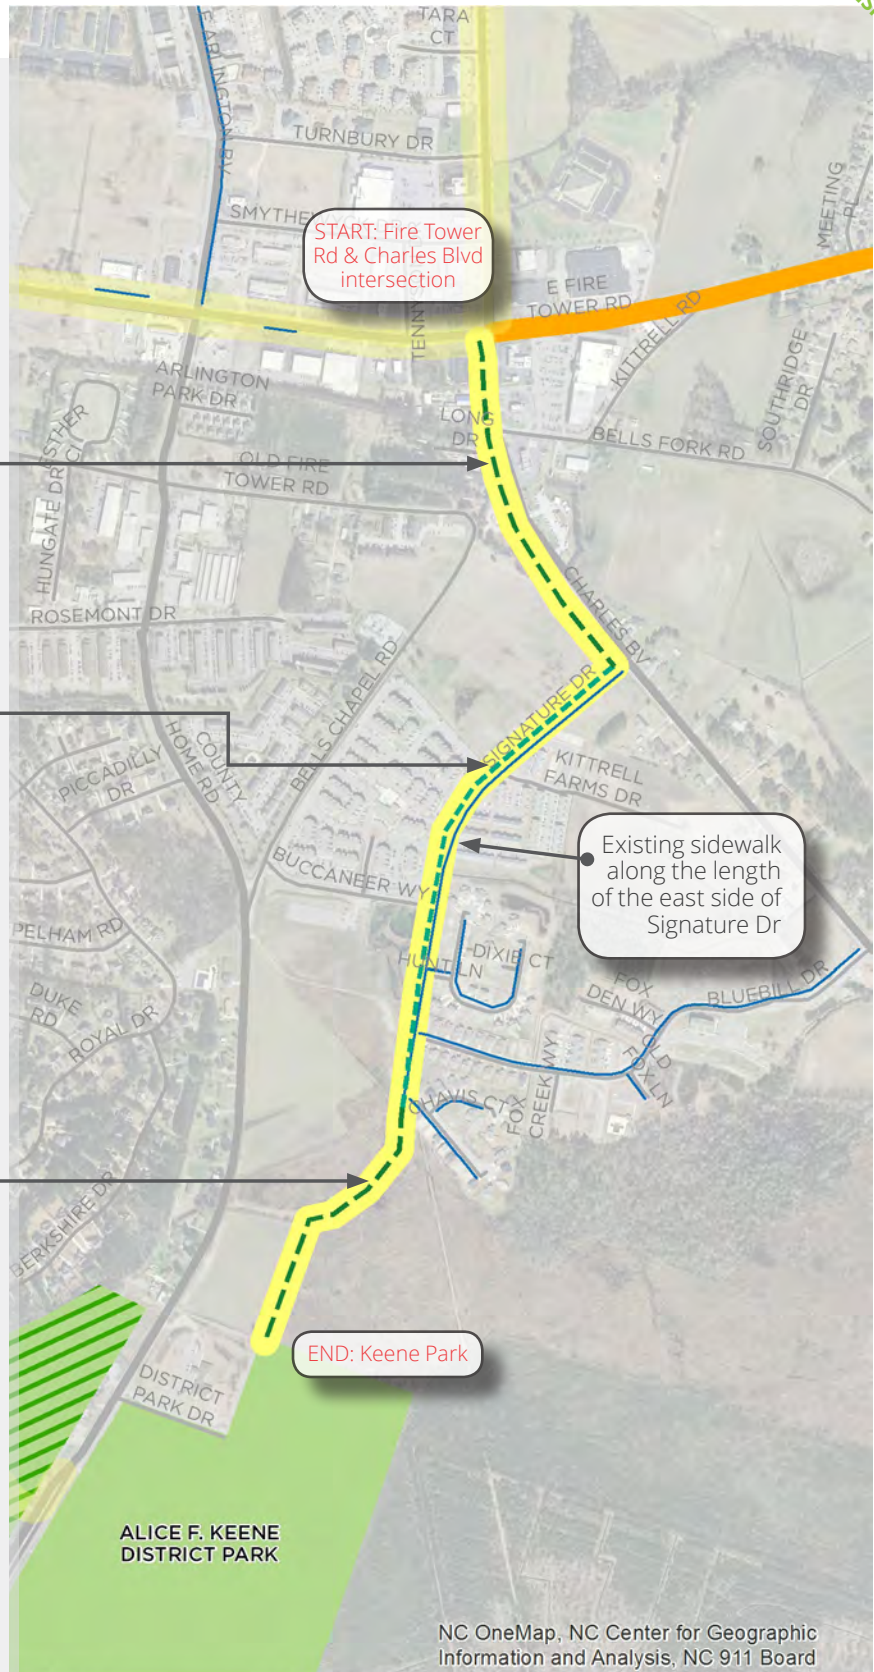 TARA
CT
E ARLINGTON BV
TURNBURY DR
SMYTHEWYCK DR
START: Fire Tower
Rd & Charles Blvd
intersection
MEETING
PL
E FIRE
TOWER RD
KITTRELL RD
SOUTHRIDGE
DR
ARLINGTON
PARK DR
LONG
DR
BELLS FORK RD
ESTHER
CI
HUNGATE DR
OLD FIRE
TOWER RD
CHARLES BV
ROSEMONT DR
BELLS CHAPEL RD
SIGNATURE DR
COUNTY
HOME RD
PICCADILLY
DR
KITTRELL
FARMS DR
Existing sidewalk
along the length
of the east side of
Signature Dr
BUCCANEER WY
PELHAM RD
HUNT LN
DIXIE CT
DUKE
RD
ROYAL DR
FOX
DEN WY
BLUEBILL DR
OLD
FOX LN
CHAVIS CT
FOX
CREEK WY
BERKSHIRE DR
END: Keene Park
DISTRICT
PARK DR
ALICE F. KEENE
DISTRICT PARK
NC OneMap, NC Center for Geographic
Information and Analysis, NC 911 Board